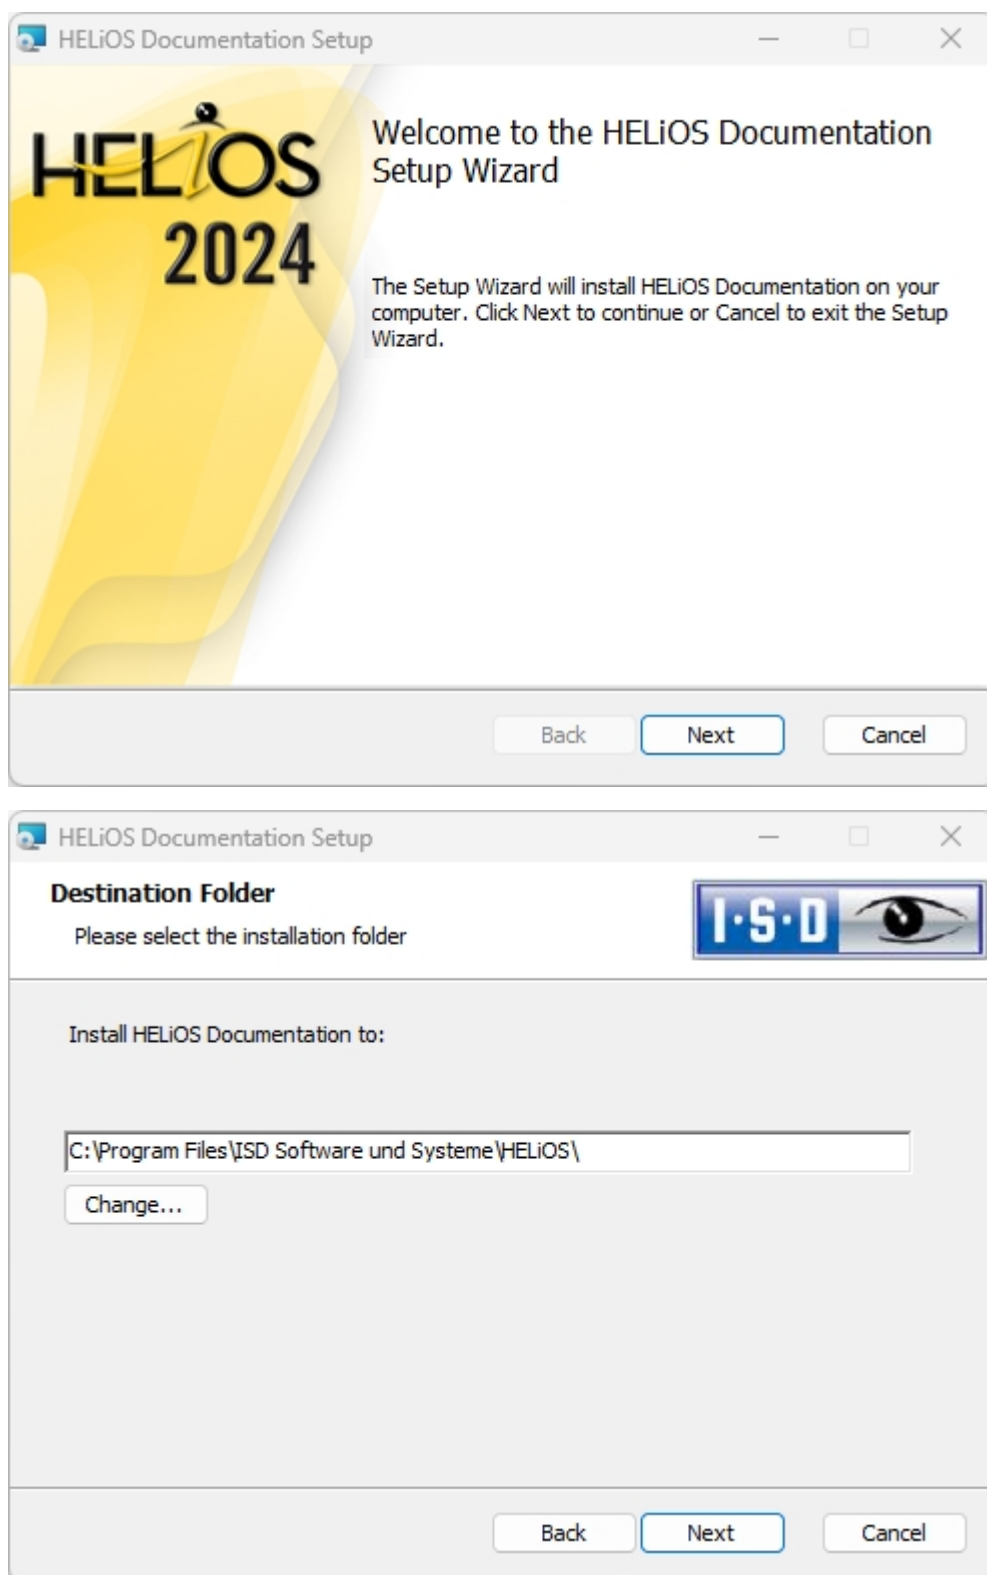 HELiOS Documentation Setup
HELiOS
2024
Welcome to the HELiOS Documentation
Setup Wizard
The Setup Wizard will install HELiOS Documentation on your
computer. Click Next to continue or Cancel to exit the Setup
Wizard.
Back Next Cancel
HELiOS Documentation Setup
Destination Folder
Please select the installation folder
I·S·D
Install HELiOS Documentation to:
C:\Program Files\ISD Software und Systeme\HELiOS\
Change...
Back Next Cancel